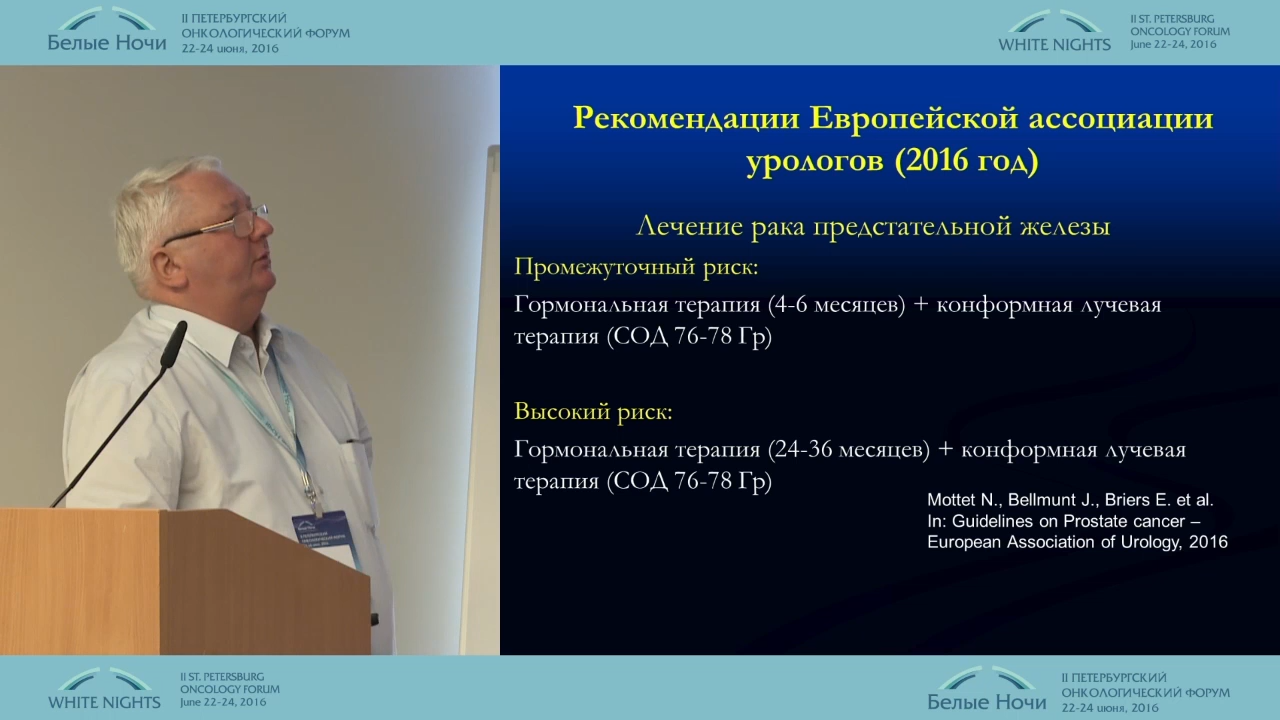 Белые Ночи
II ПЕТЕРБУРГСКИЙ
ОНКОЛОГИЧЕСКИЙ ФОРУМ
22-24 июня, 2016
WHITE NIGHTS
II ST. PETERSBURG
ONCOLOGY FORUM
June 22-24, 2016
Рекомендации Европейской ассоциации
урологов (2016 год)
Лечение рака предстательной железы
Промежуточный риск:
Гормональная терапия (4-6 месяцев) + конформная лучевая
терапия (СОД 76-78 Гр)
Высокий риск:
Гормональная терапия (24-36 месяцев) + конформная лучевая
терапия (СОД 76-78 Гр)
Mottet N., Bellmunt J., Briers E. et al.
In: Guidelines on Prostate cancer –
European Association of Urology, 2016
WHITE NIGHTS
II ST. PETERSBURG
ONCOLOGY FORUM
June 22-24, 2016
Белые Ночи
II ПЕТЕРБУРГСКИЙ
ОНКОЛОГИЧЕСКИЙ ФОРУМ
22-24 июня, 2016